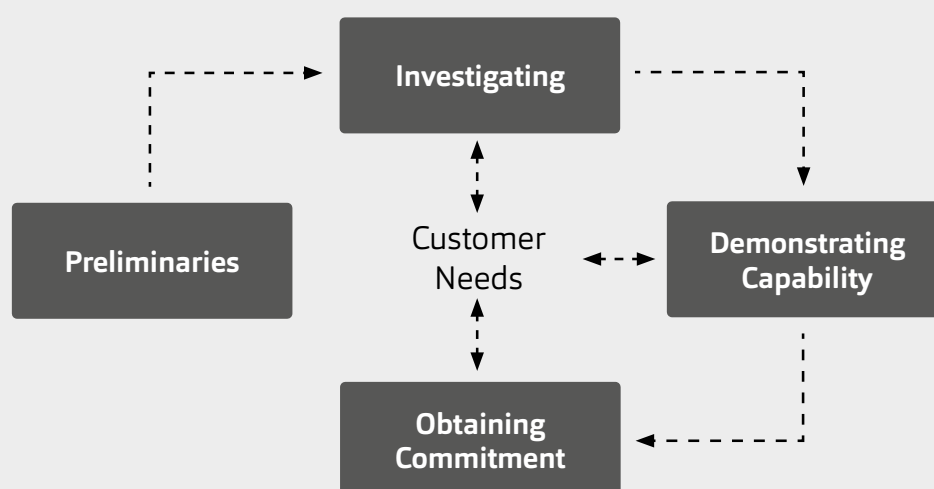 Investigating
Preliminaries
Customer
Needs
Demonstrating
Capability
Obtaining
Commitment